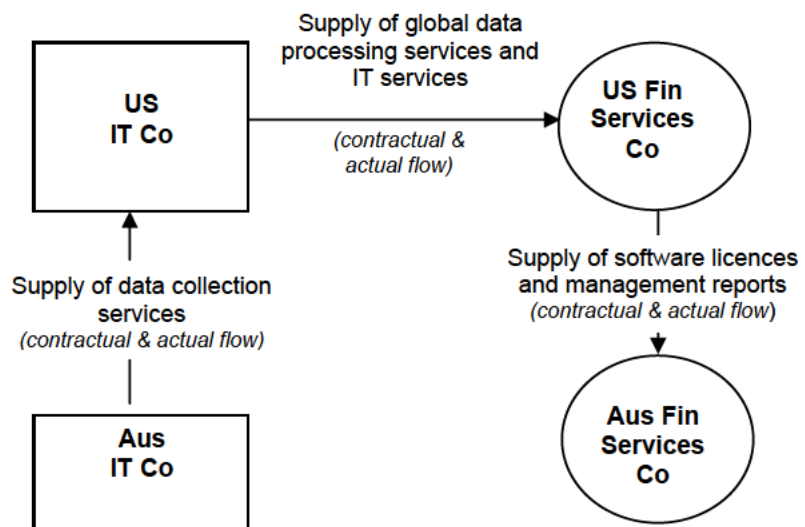 Supply of global data
processing services and
IT services
US
IT Co
(contractual &
actual flow)
US Fin
Services
Co
Supply of data collection
services
(contractual & actual flow)
Supply of software licences
and management reports
(contractual & actual flow)
Aus
IT Co
Aus Fin
Services
Co